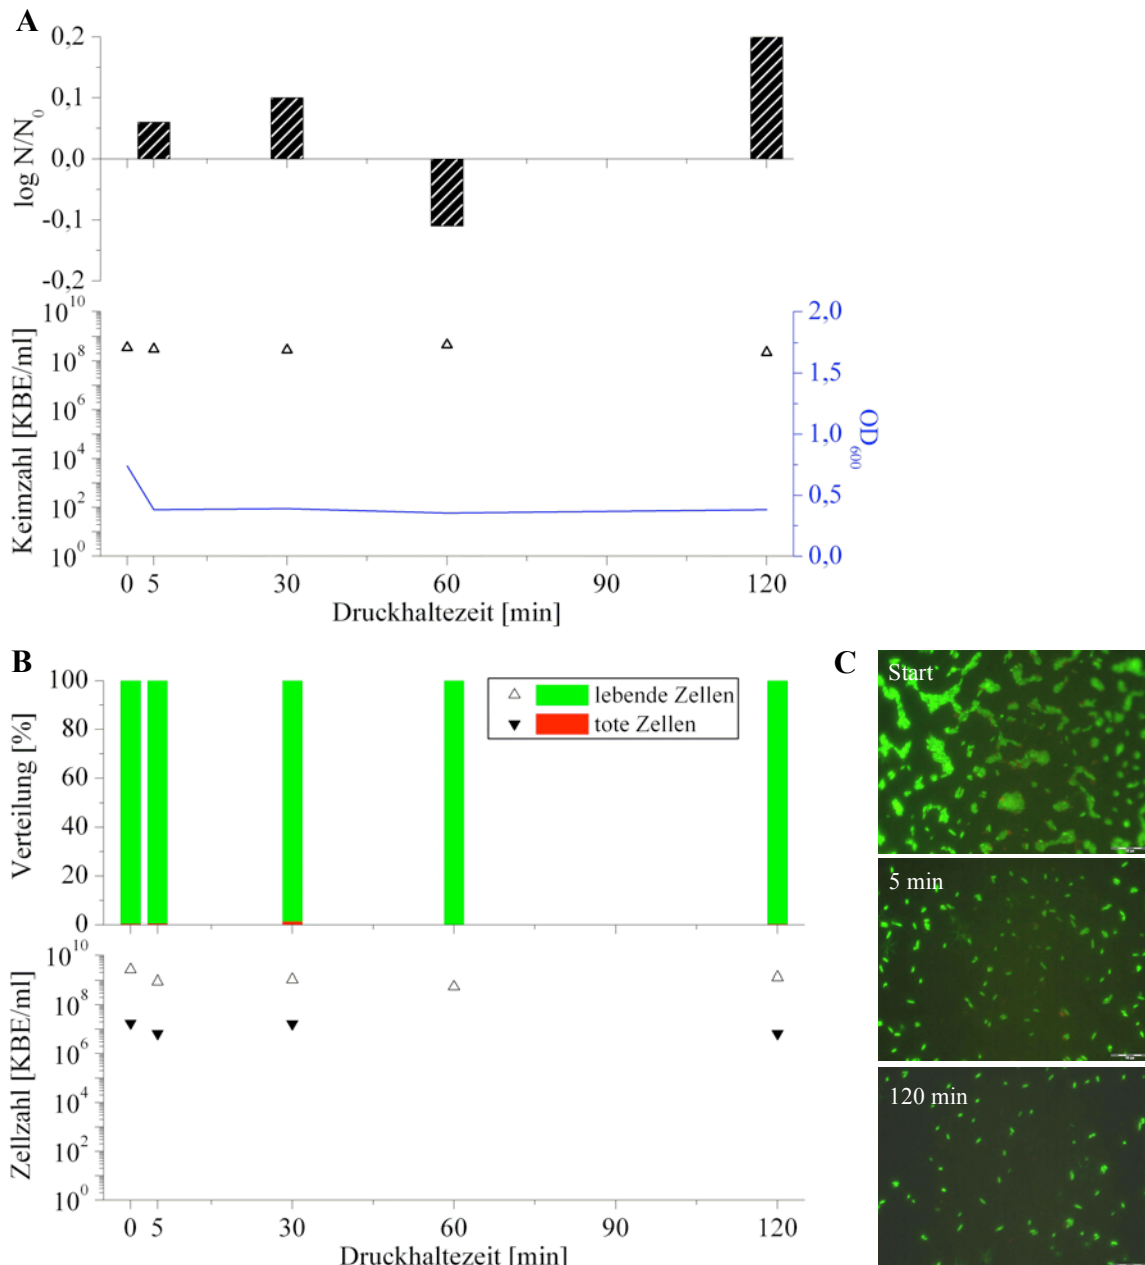 A
0,2
0,1
0,0
-0,1
-0,2
log N/N0
10^10
10^8
10^6
10^4
10^2
10^0
Keimzahl [KBE/ml]
2,0
1,5
1,0
0,5
0,0
OD600
0 5 30 60 90 120
Druckhaltezeit [min]
B
100
80
60
40
20
0
Verteilung [%]
lebende Zellen
tote Zellen
10^10
10^8
10^6
10^4
10^2
10^0
Zellzahl [KBE/ml]
0 5 30 60 90 120
Druckhaltezeit [min]
C
Start
5 min
120 min